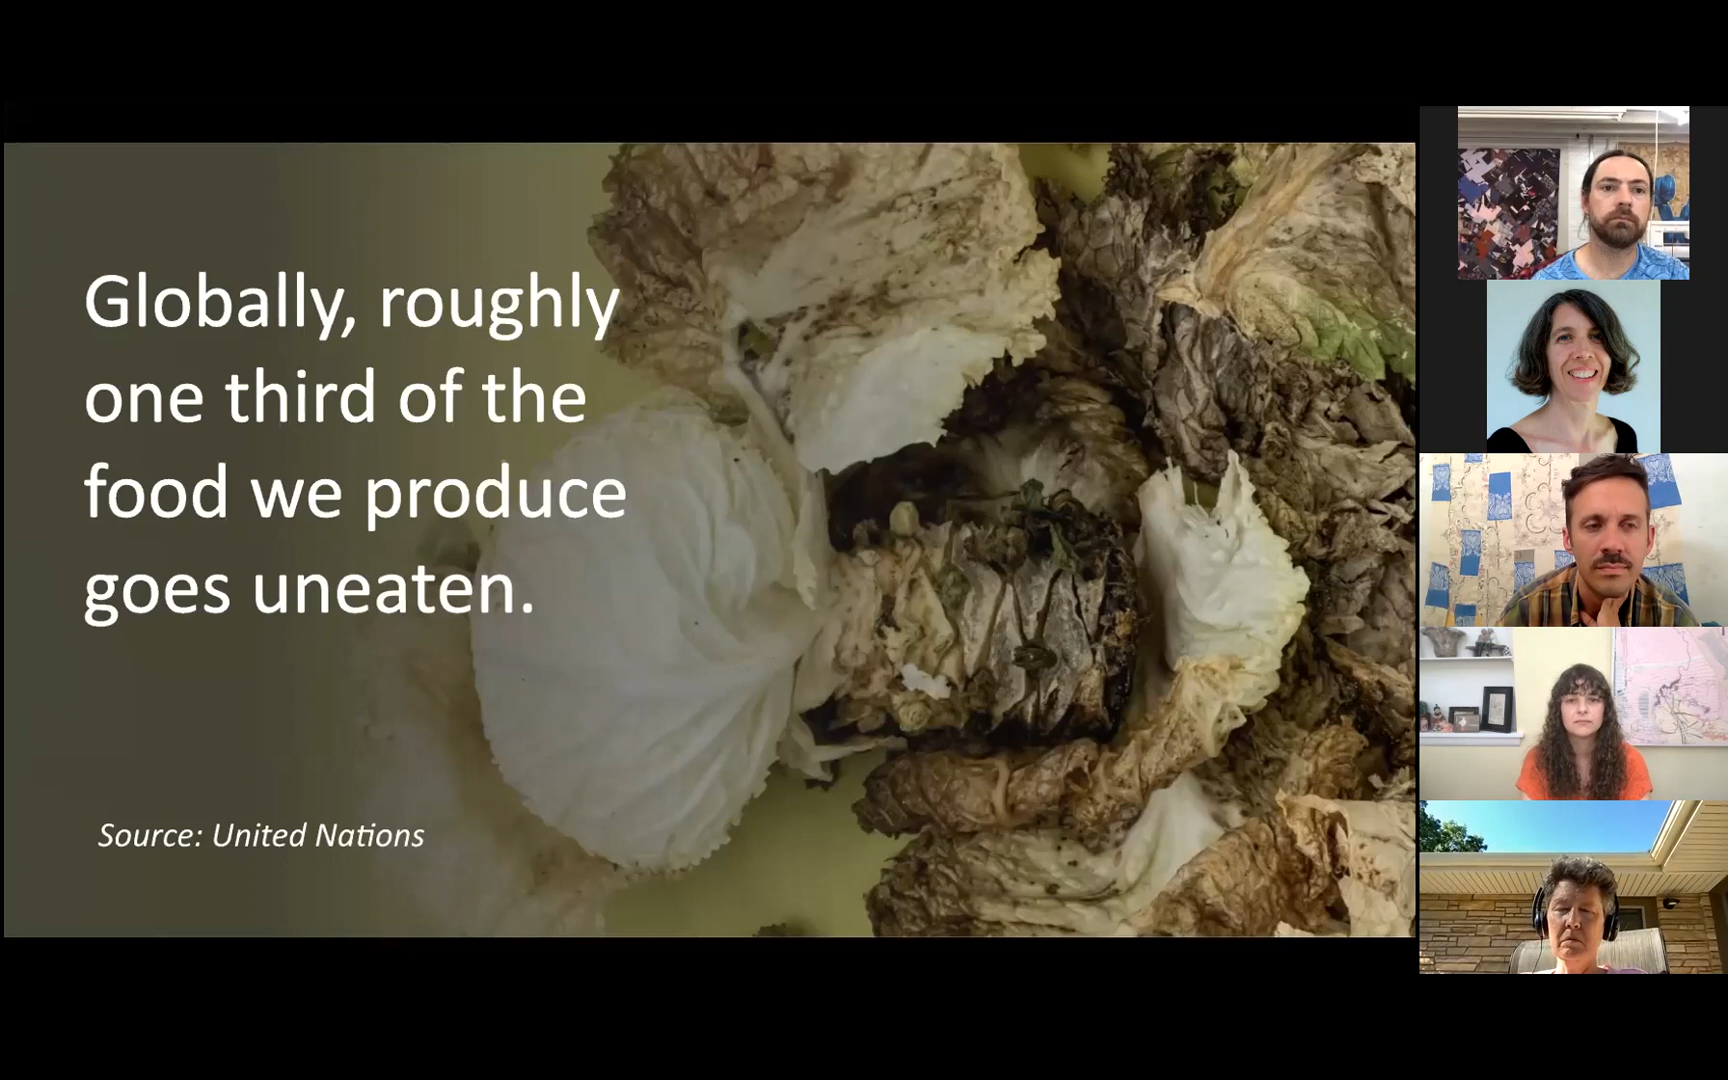 Globally, roughly
one third of the
food we produce
goes uneaten.
Source: United Nations